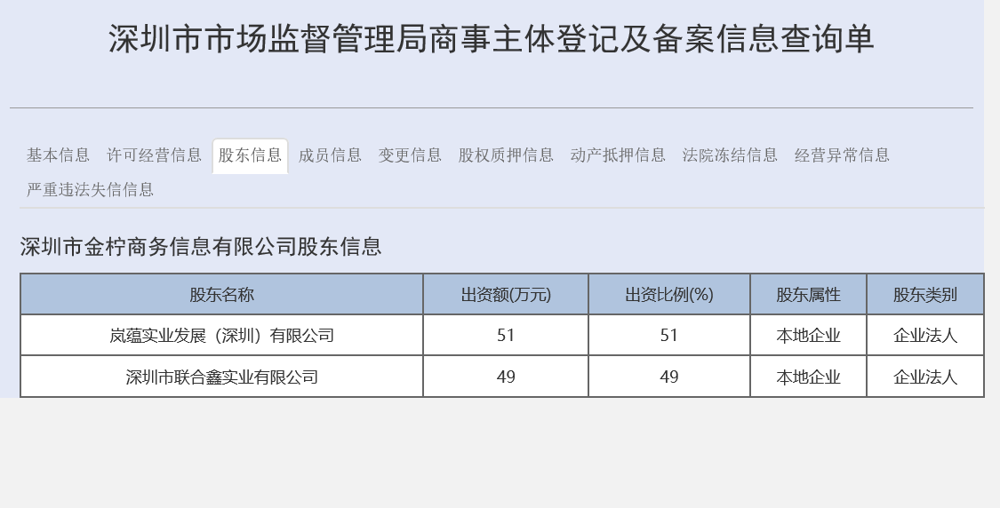 深圳市市场监督管理局商事主体登记及备案信息查询单
基本信息 许可经营信息 股东信息 成员信息 变更信息 股权质押信息 动产抵押信息 法院冻结信息 经营异常信息
严重违法失信信息
深圳市金柠商务信息有限公司股东信息
股东名称 出资额(万元) 出资比例(%) 股东属性 股东类别
岚蕴实业发展（深圳）有限公司 51 51 本地企业 企业法人
深圳市联合鑫实业有限公司 49 49 本地企业 企业法人